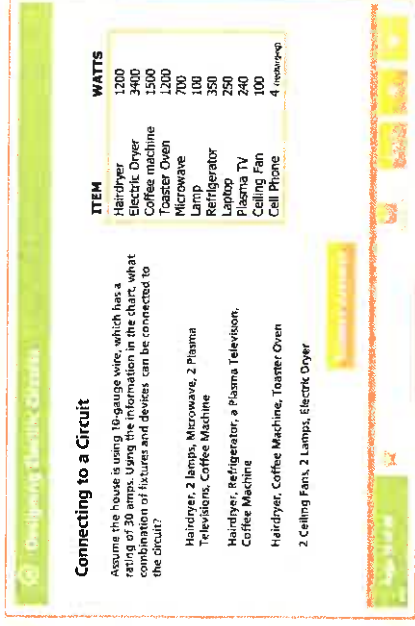 Designing Electric Circuits
Connecting to a Circuit
Assume the house is using 10-gauge wire, which has a
rating of 30 amps. Using the information in the chart, what
combination of fixtures and devices can be connected to
the circuit?
Hairdryer, 2 lamps, Microwave, 2 Plasma
Televisions, Coffee Machine
Hairdryer, Refrigerator, a Plasma Television,
Coffee Machine
Hairdryer, Coffee Machine, Toaster Oven
2 Ceiling Fans, 2 Lamps, Electric Dryer
ITEM WATTS
Hairdryer 1200
Electric Dryer 3400
Coffee machine 1500
Toaster Oven 1200
Microwave 700
Lamp 100
Refrigerator 350
Laptop 250
Plasma TV 240
Ceiling Fan 100
Cell Phone 4 (recharging)